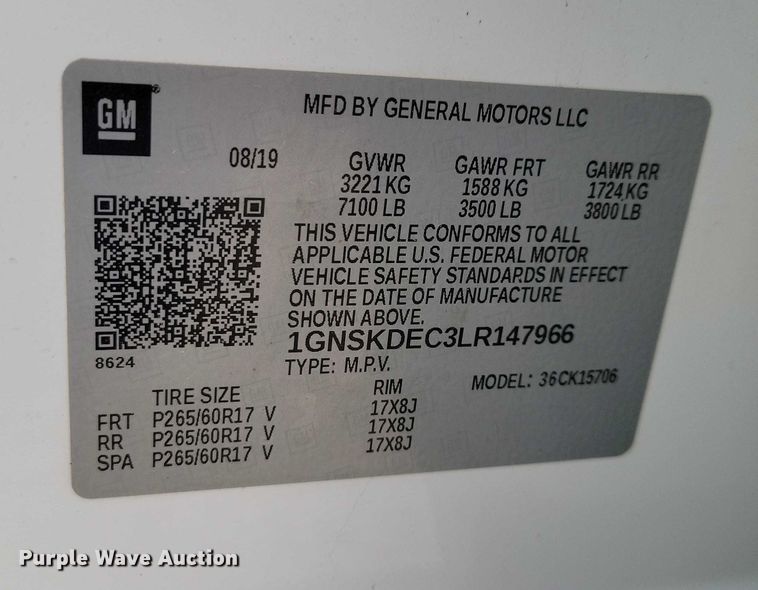 GM®
MFD BY GENERAL MOTORS LLC
08/19
GVWR GAWR FRT GAWR RR
3221 KG 1588 KG 1724 KG
7100 LB 3500 LB 3800 LB
THIS VEHICLE CONFORMS TO ALL
APPLICABLE U.S. FEDERAL MOTOR
VEHICLE SAFETY STANDARDS IN EFFECT
ON THE DATE OF MANUFACTURE
SHOWN ABOVE.
1GNSKDEC3LR147966
8624
TYPE: M.P.V. MODEL: 36CK15706
TIRE SIZE RIM
FRT P265/60R17 V 17X8J
RR P265/60R17 V 17X8J
SPA P265/60R17 V 17X8J
Purple Wave Auction